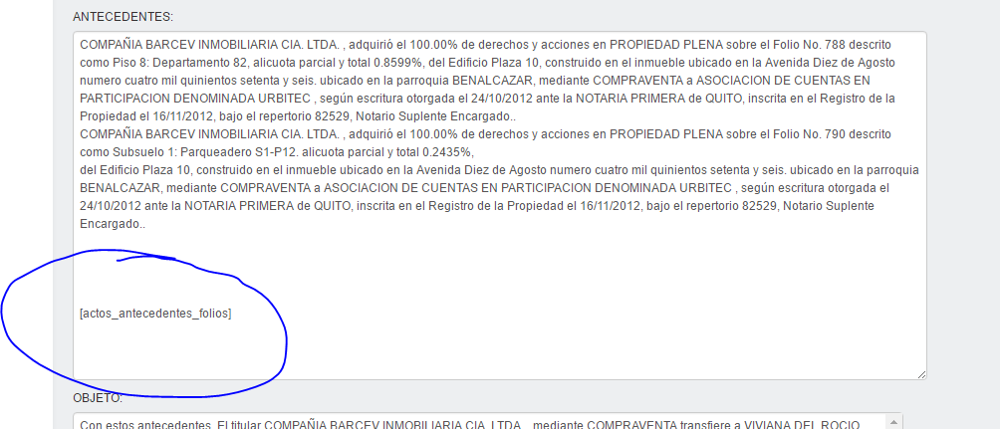 ANTECEDENTES:
COMPAÑIA BARCEV INMOBILIARIA CIA. LTDA. , adquirió el 100.00% de derechos y acciones en PROPIEDAD PLENA sobre el Folio No. 788 descrito
como Piso 8: Departamento 82, alicuota parcial y total 0.8599%, del Edificio Plaza 10, construido en el inmueble ubicado en la Avenida Diez de Agosto
numero cuatro mil quinientos setenta y seis. ubicado en la parroquia BENALCAZAR, mediante COMPRAVENTA a ASOCIACION DE CUENTAS EN
PARTICIPACION DENOMINADA URBITEC , según escritura otorgada el 24/10/2012 ante la NOTARIA PRIMERA de QUITO, inscrita en el Registro de la
Propiedad el 16/11/2012, bajo el repertorio 82529, Notario Suplente Encargado..
COMPAÑIA BARCEV INMOBILIARIA CIA. LTDA. , adquirió el 100.00% de derechos y acciones en PROPIEDAD PLENA sobre el Folio No. 790 descrito
como Subsuelo 1: Parqueadero S1-P12. alicuota parcial y total 0.2435%,
del Edificio Plaza 10, construido en el inmueble ubicado en la Avenida Diez de Agosto numero cuatro mil quinientos setenta y seis. ubicado en la parroquia
BENALCAZAR, mediante COMPRAVENTA a ASOCIACION DE CUENTAS EN PARTICIPACION DENOMINADA URBITEC , según escritura otorgada el
24/10/2012 ante la NOTARIA PRIMERA de QUITO, inscrita en el Registro de la Propiedad el 16/11/2012, bajo el repertorio 82529, Notario Suplente
Encargado..
[actos_antecedentes_folios]
OBJETO:
Con estos antecedentes, El titular COMPAÑIA BARCEV INMOBILIARIA CIA. LTDA. , mediante COMPRAVENTA transfiere a VIVIANA DEL ROCIO